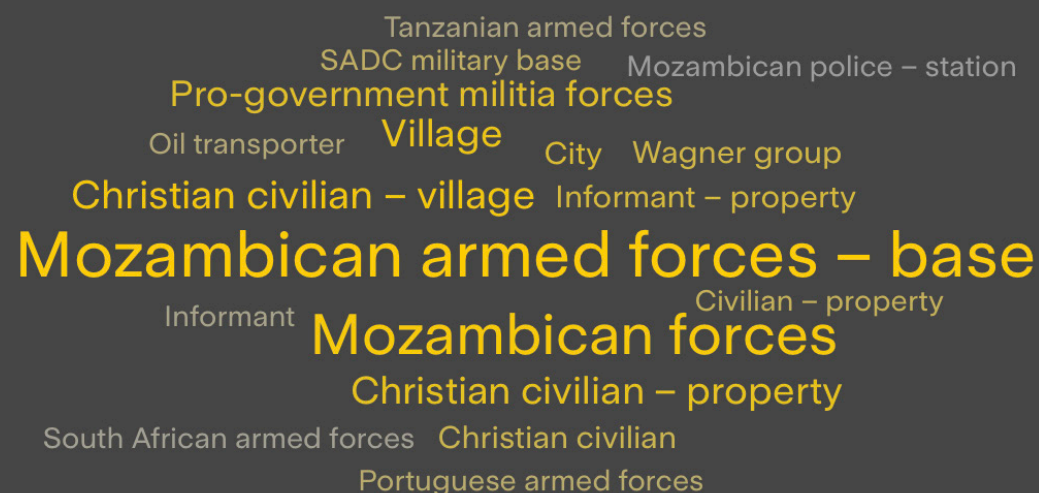 Tanzanian armed forces
SADC military base
Mozambican police – station
Pro-government militia forces
Village
Oil transporter
City
Wagner group
Christian civilian – village
Informant – property
Mozambican armed forces – base
Civilian – property
Informant
Mozambican forces
Christian civilian – property
South African armed forces
Christian civilian
Portuguese armed forces